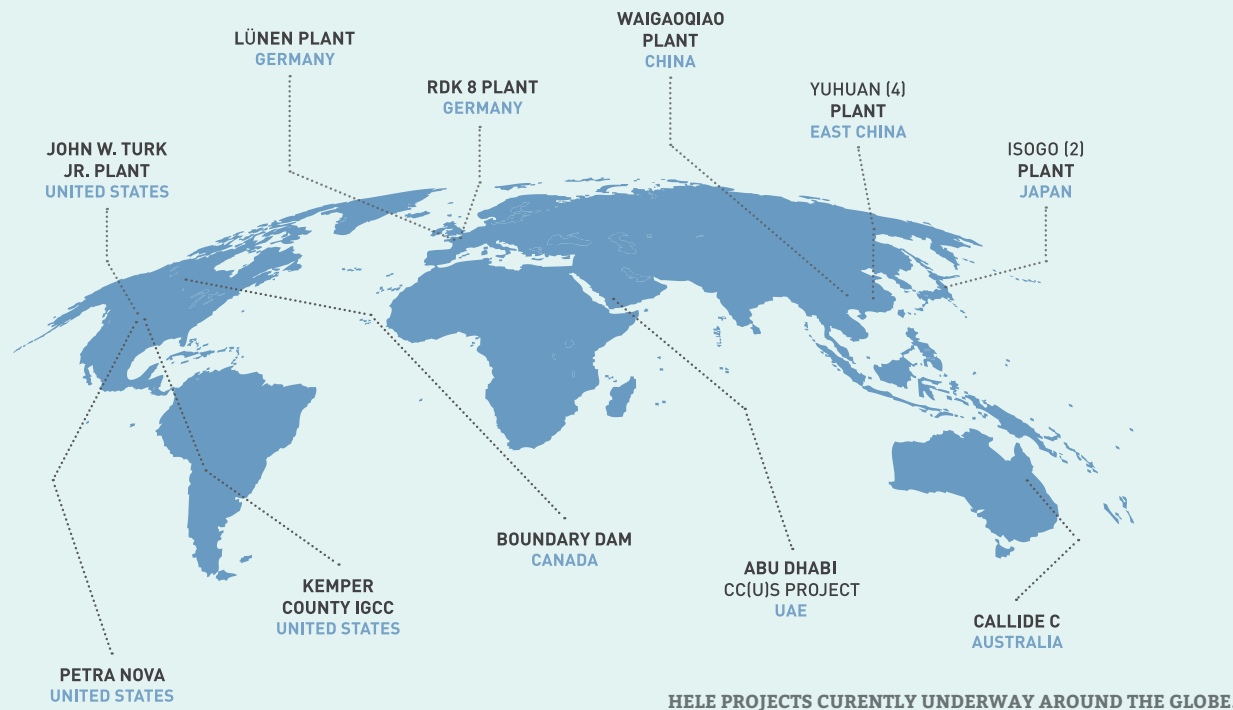 WAIGAOQIAO
PLANT
CHINA
LÜNEN PLANT
GERMANY
RDK 8 PLANT
GERMANY
YUHUAN (4)
PLANT
EAST CHINA
JOHN W. TURK
JR. PLANT
UNITED STATES
ISOGO (2)
PLANT
JAPAN
BOUNDARY DAM
CANADA
ABU DHABI
CC(U)S PROJECT
UAE
KEMPER
COUNTY IGCC
UNITED STATES
CALLIDE C
AUSTRALIA
PETRA NOVA
UNITED STATES
HELE PROJECTS CURENTLY UNDERWAY AROUND THE GLOBE.